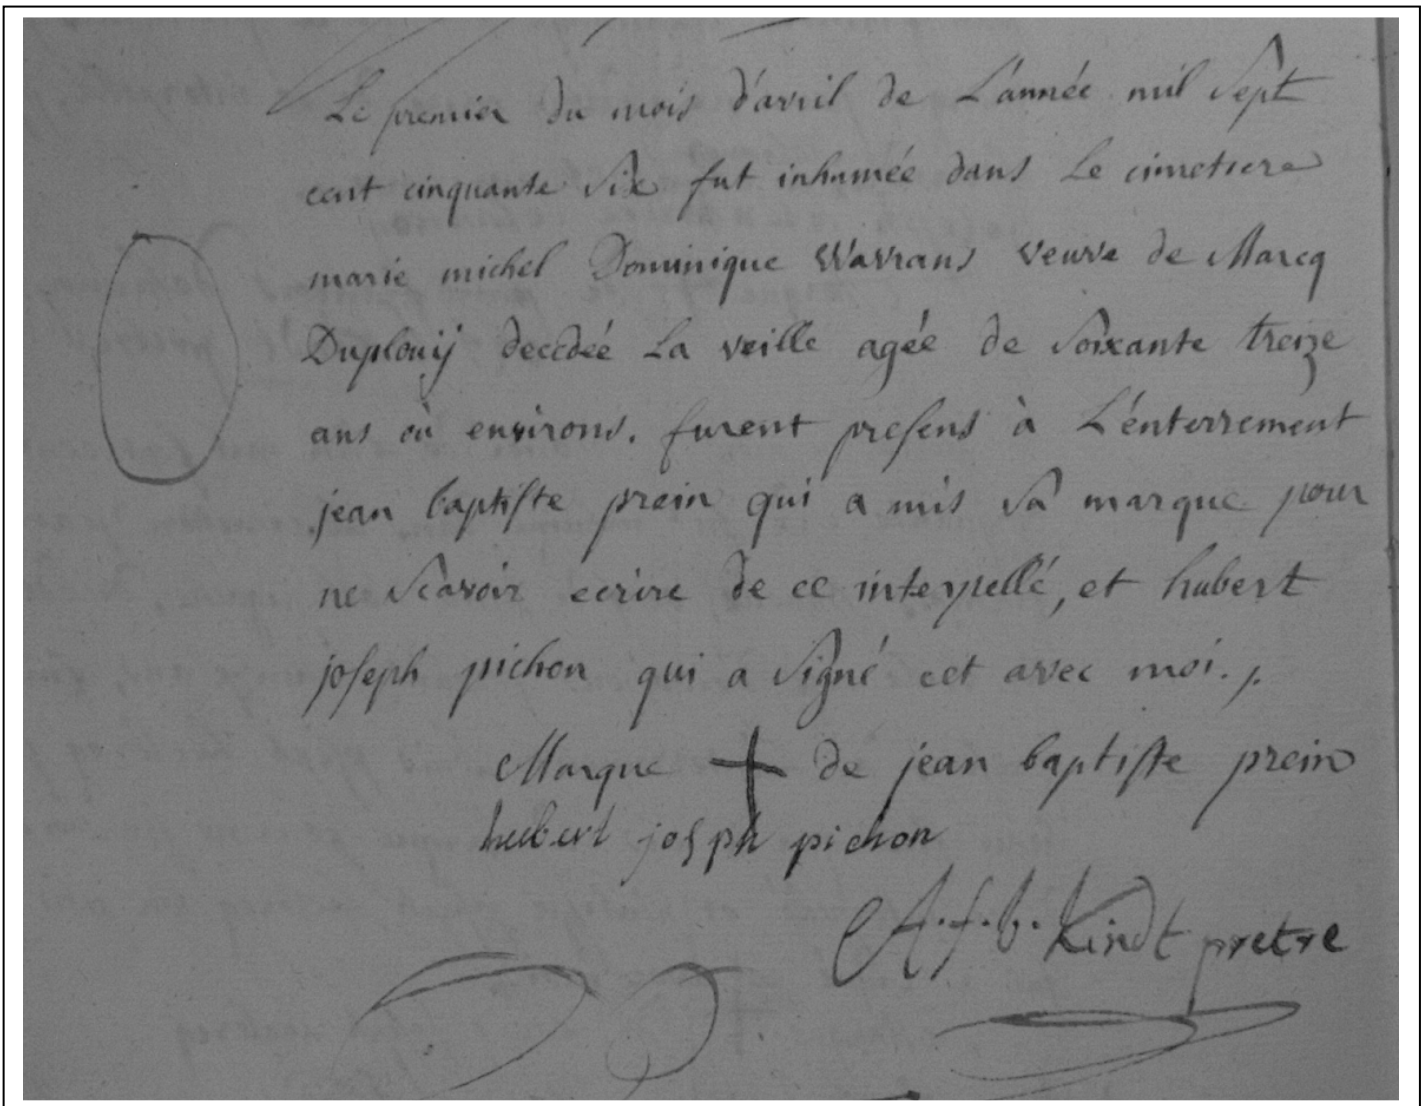 Le premier du mois d'avril de L'année mil Sept
cent cinquante Six fut inhumée dans Le cimetiere
marie michel Dominique Wavrans veuve de Marcq
Duplouij decedée La veille agée de Soixante treize
ans où environs. furent presens à L'énterrement
jean baptiste prein qui a mis Sa marque pour
ne Scavoir ecrire de ce interpellé, et hubert
joseph pichon qui a Signé cet avec moi./.
Marque + de jean baptiste prein
hubert joseph pichon
A.f.b. Kindt pretre